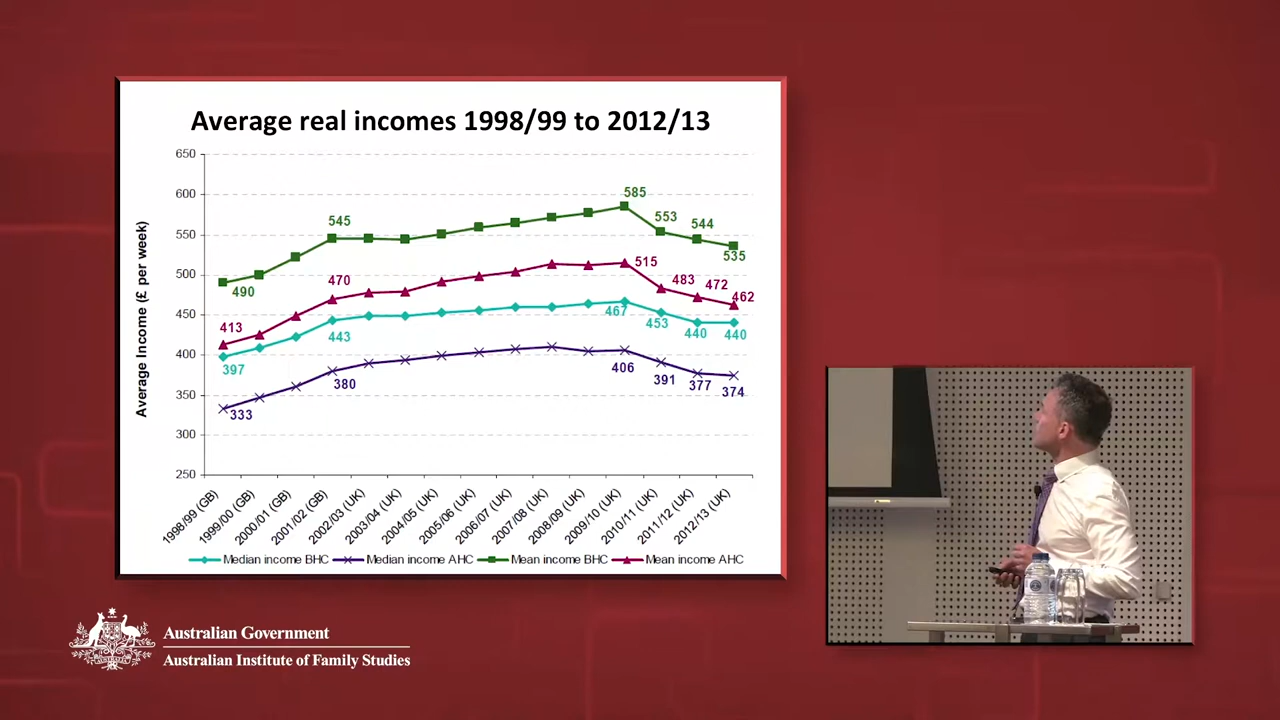 Average real incomes 1998/99 to 2012/13
650
600
550
500
450
400
350
300
250
Average Income (£ per week)
585
545
553
544
535
490
515
470
483
472
462
413
467
453
440
440
443
397
406
391
377
374
380
333
1998/99 (GB)
1999/00 (GB)
2000/01 (GB)
2001/02 (GB)
2002/03 (UK)
2003/04 (UK)
2004/05 (UK)
2005/06 (UK)
2006/07 (UK)
2007/08 (UK)
2008/09 (UK)
2009/10 (UK)
2010/11 (UK)
2011/12 (UK)
2012/13 (UK)
Median income BHC
Median income AHC
Mean income BHC
Mean income AHC
Australian Government
Australian Institute of Family Studies